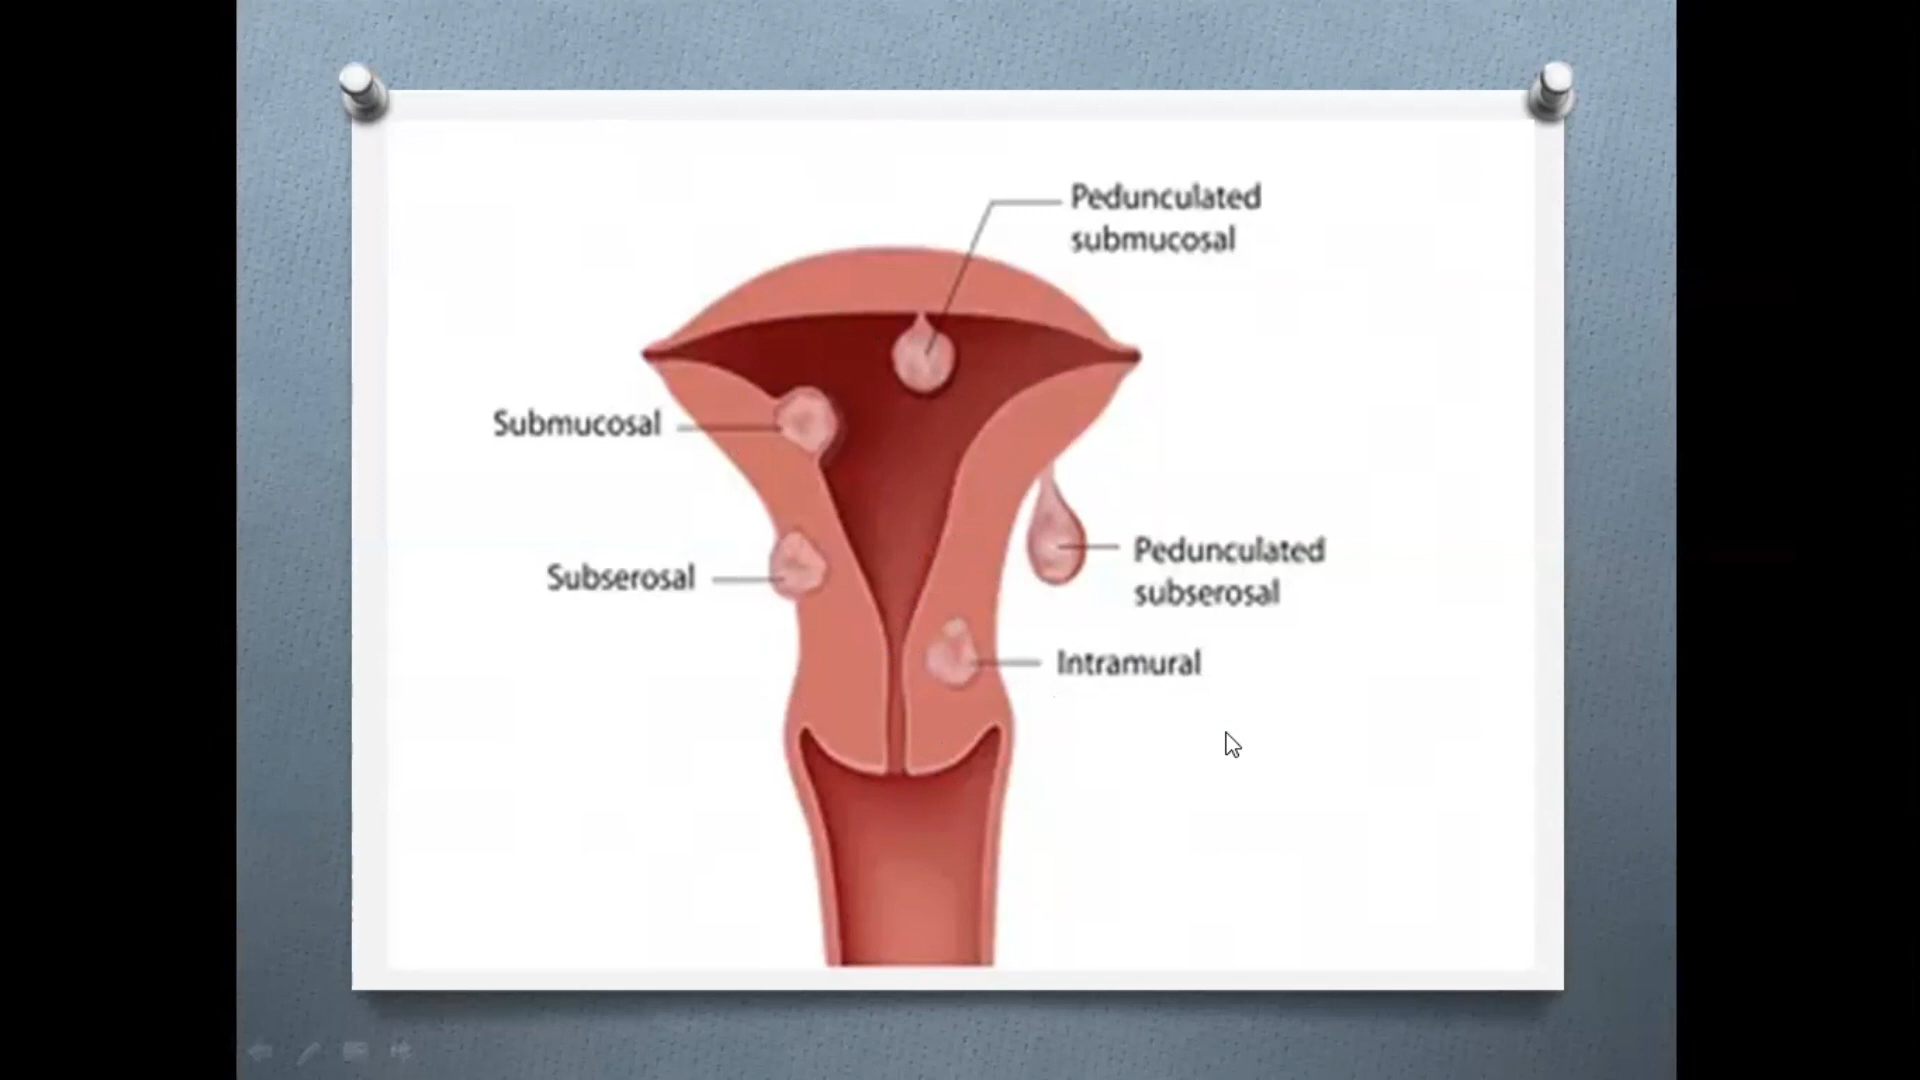 Pedunculated
submucosal
Submucosal
Pedunculated
subserosal
Subserosal
Intramural